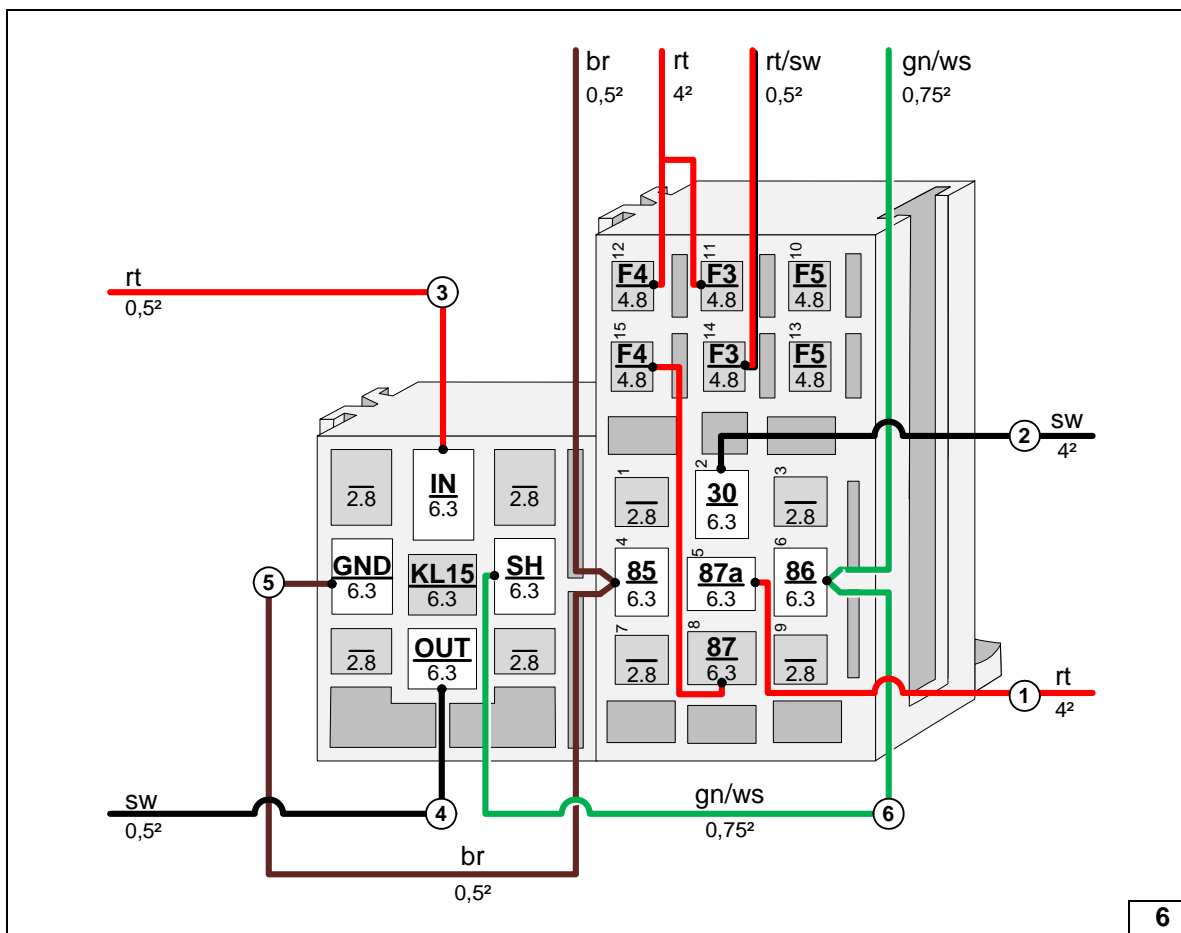 br rt rt/sw gn/ws
0,5² 4² 0,5² 0,75²
12 11 10
F4 F3 F5
4.8 4.8 4.8
rt
0,5²
3
15 14 13
F4 F3 F5
4.8 4.8 4.8
2 sw
4²
1 2 3
2.8 30 2.8
6.3
2.8 IN 2.8
6.3
4 5 6
85 87a 86
6.3 6.3 6.3
5 GND KL15 SH
6.3 6.3 6.3
7 8 9
2.8 87 2.8
6.3
2.8 OUT 2.8
6.3
1 rt
4²
sw 4 gn/ws 6
0,5² 0,75²
br
0,5²
6